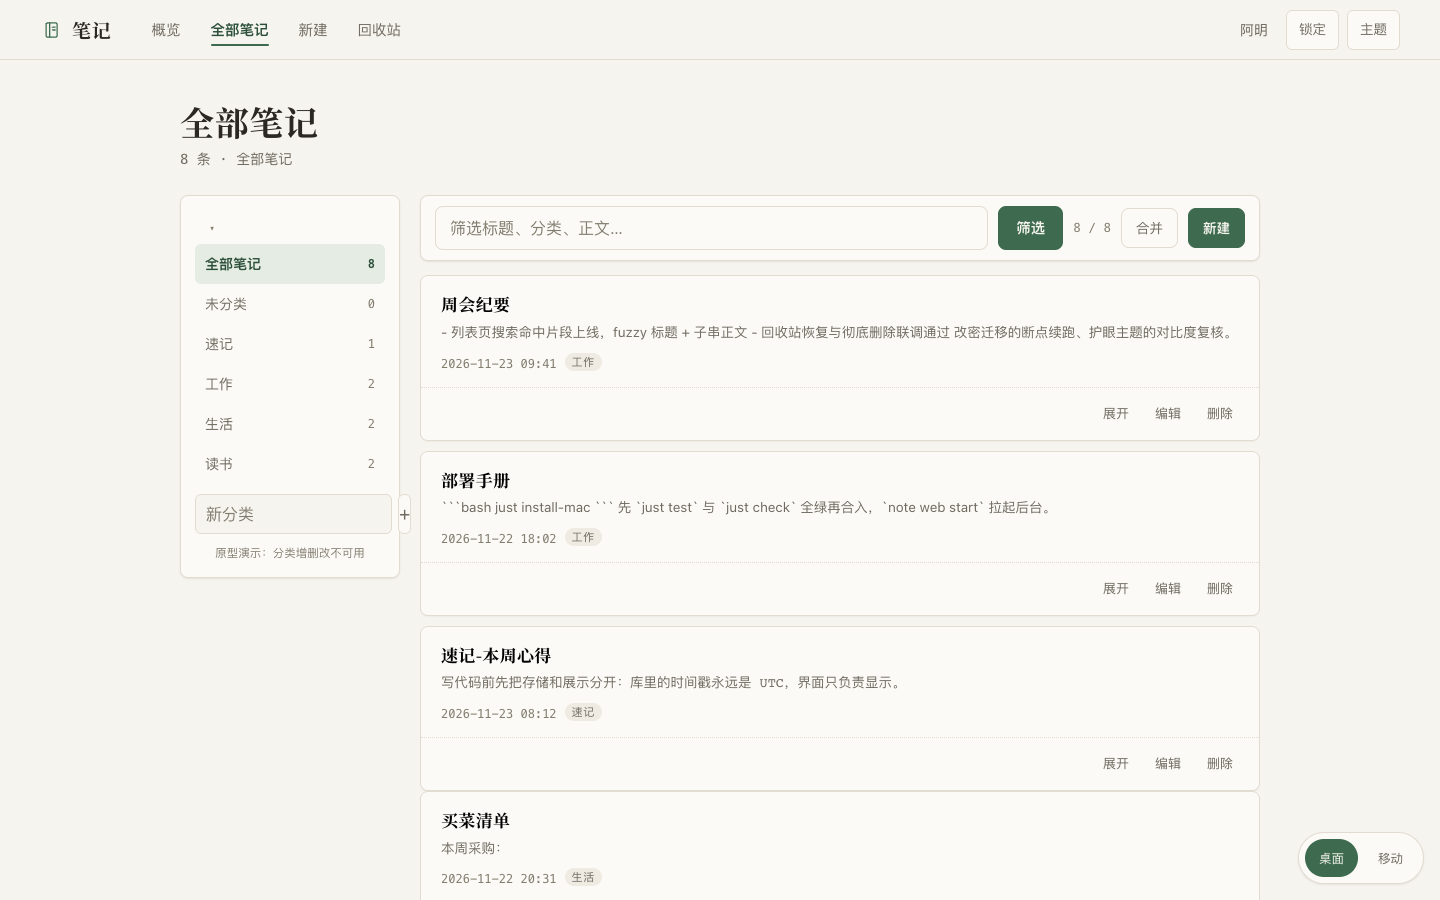 笔记 概览 全部笔记 新建 回收站 阿明 锁定 主题
全部笔记
8 条 · 全部笔记
全部笔记 8
未分类 0
速记 1
工作 2
生活 2
读书 2
新分类 +
原型演示：分类增删改不可用
筛选标题、分类、正文... 筛选 8 / 8 合并 新建
周会纪要
- 列表页搜索命中片段上线，fuzzy 标题 + 子串正文 - 回收站恢复与彻底删除联调通过 改密迁移的断点续跑、护眼主题的对比度复核。
2026-11-23 09:41 工作
展开 编辑 删除
部署手册
```bash just install-mac ``` 先 `just test` 与 `just check` 全绿再合入，`note web start` 拉起后台。
2026-11-22 18:02 工作
展开 编辑 删除
速记-本周心得
写代码前先把存储和展示分开：库里的时间戳永远是 UTC，界面只负责显示。
2026-11-23 08:12 速记
展开 编辑 删除
买菜清单
本周采购：
2026-11-22 20:31 生活
桌面 移动